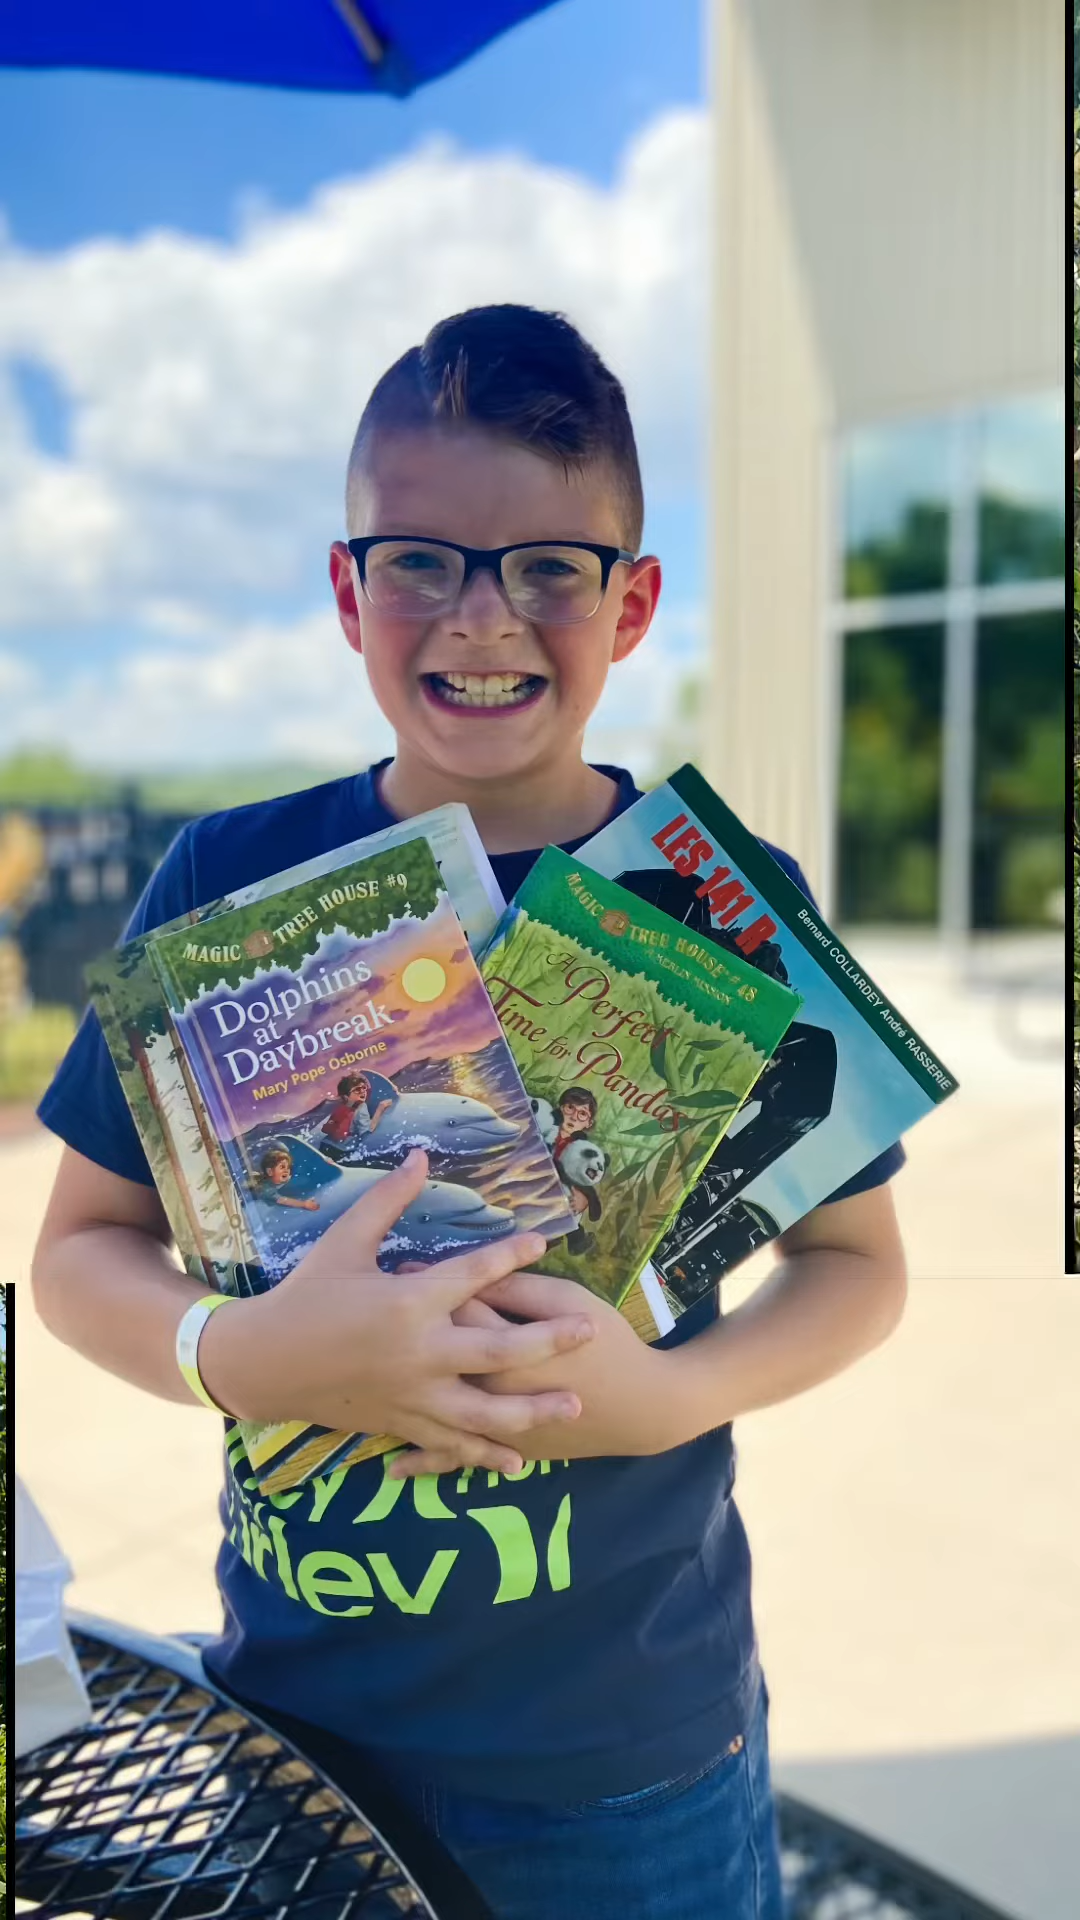 MAGIC TREE HOUSE #9
Dolphins
at
Daybreak
Mary Pope Osborne
MAGIC TREE HOUSE #48
A MERLIN MISSION
A Perfect
Time for
Pandas
LES 141 R
Bernard COLLARDEY André RASSERIE